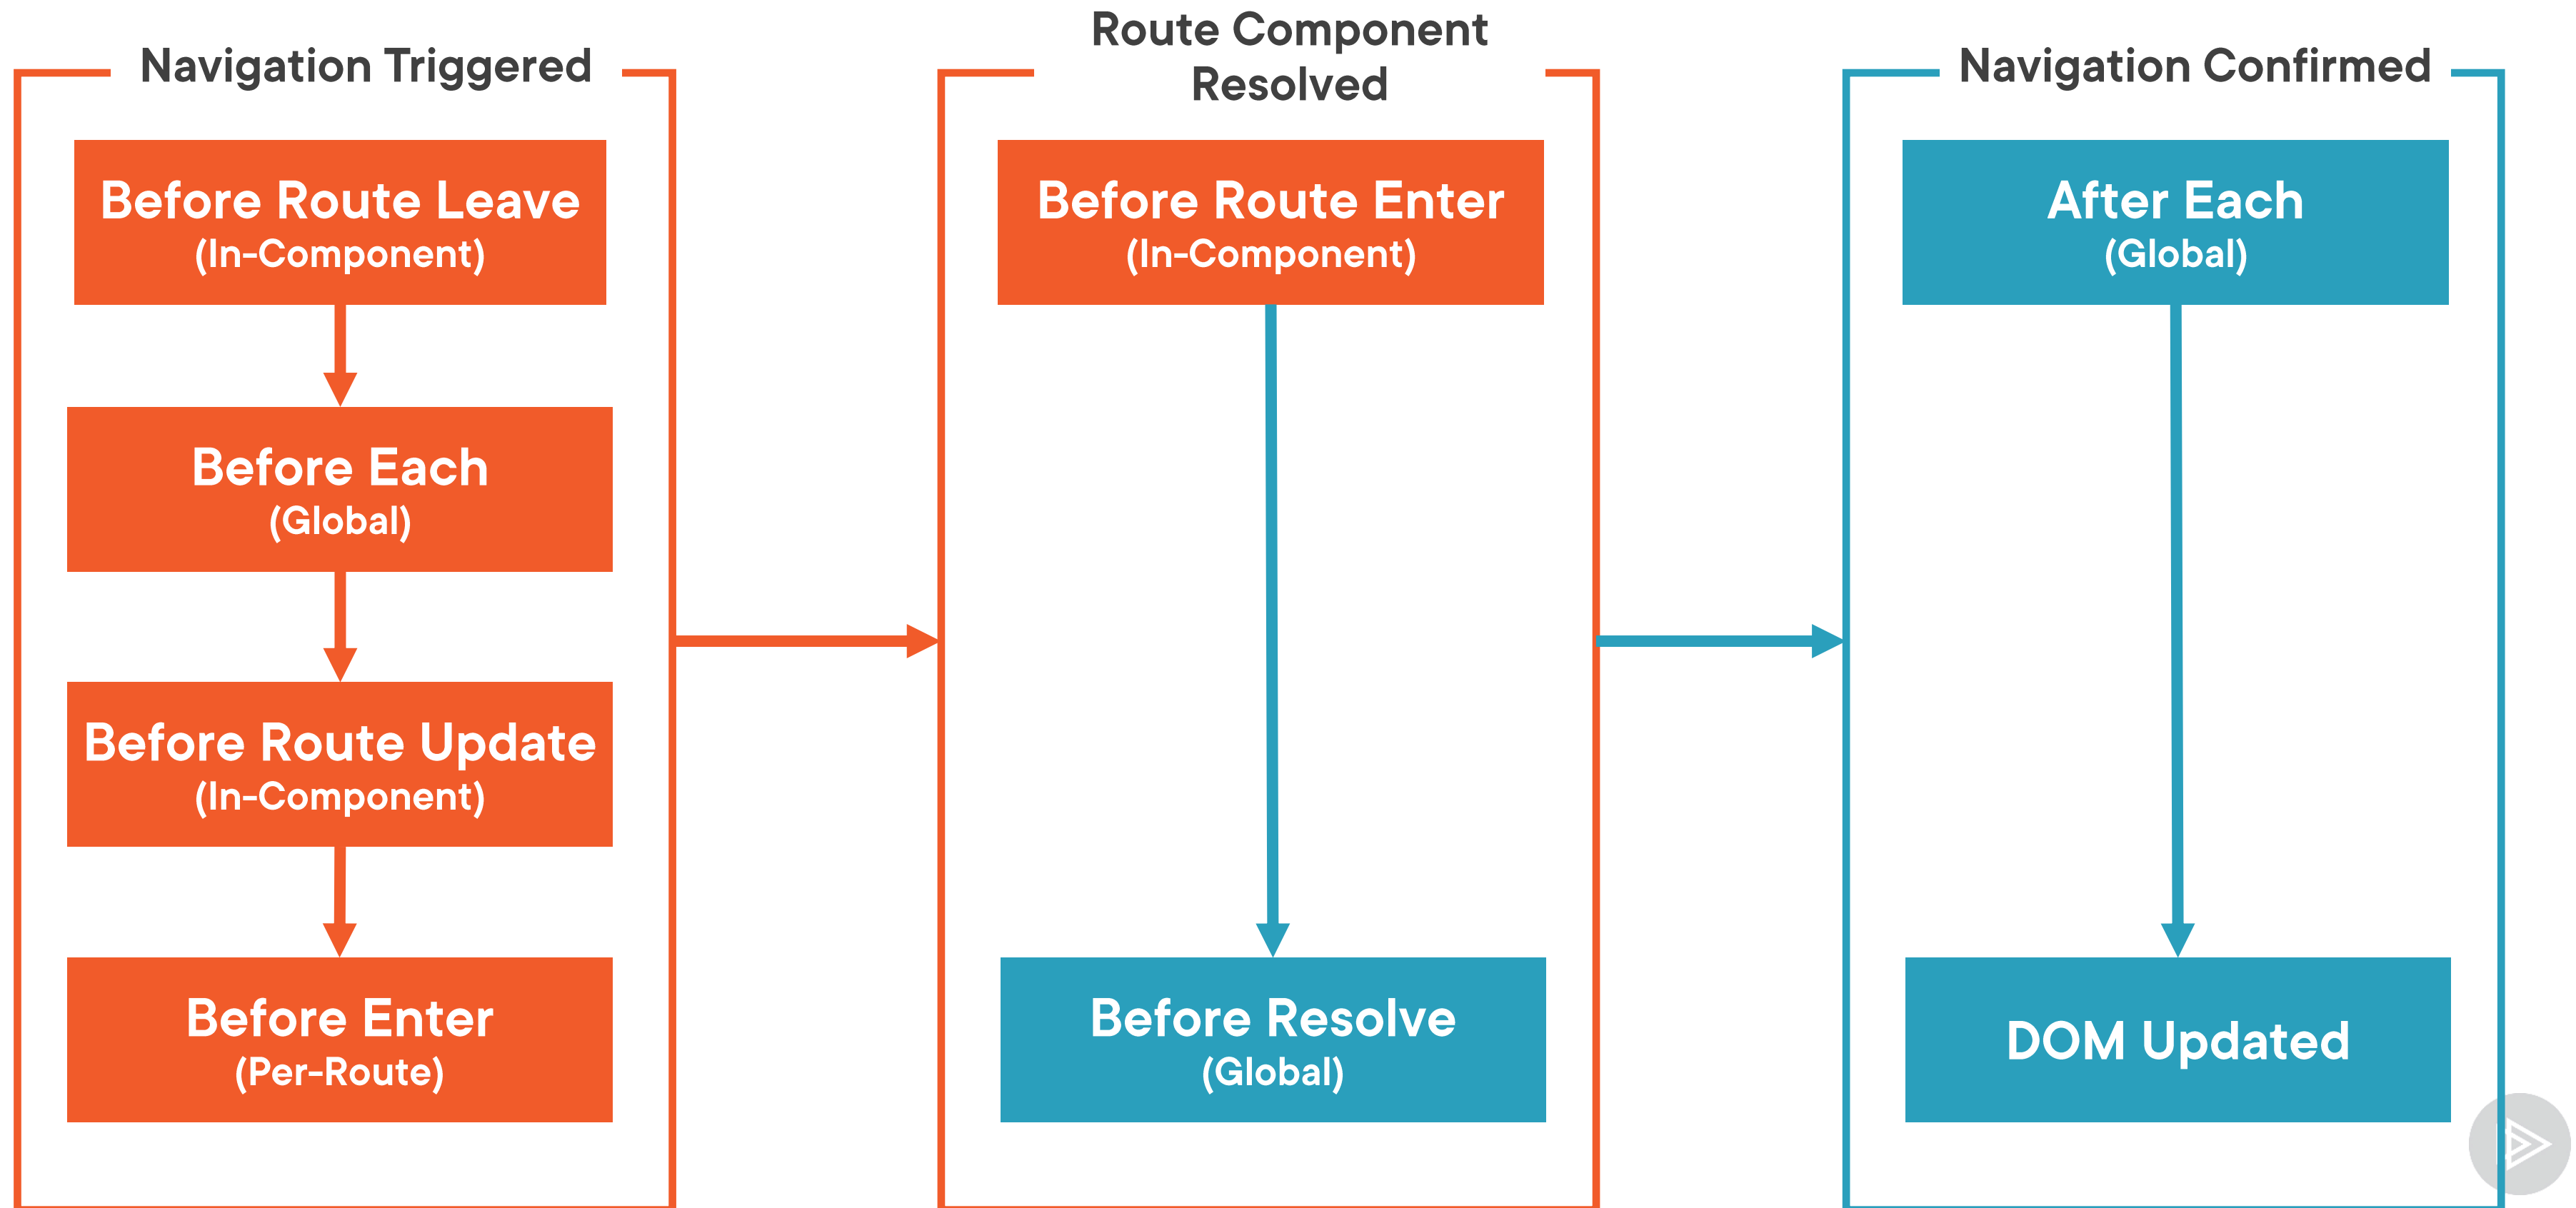 Navigation Triggered
Before Route Leave
(In-Component)
Before Each
(Global)
Before Route Update
(In-Component)
Before Enter
(Per-Route)
Route Component
Resolved
Before Route Enter
(In-Component)
Before Resolve
(Global)
Navigation Confirmed
After Each
(Global)
DOM Updated